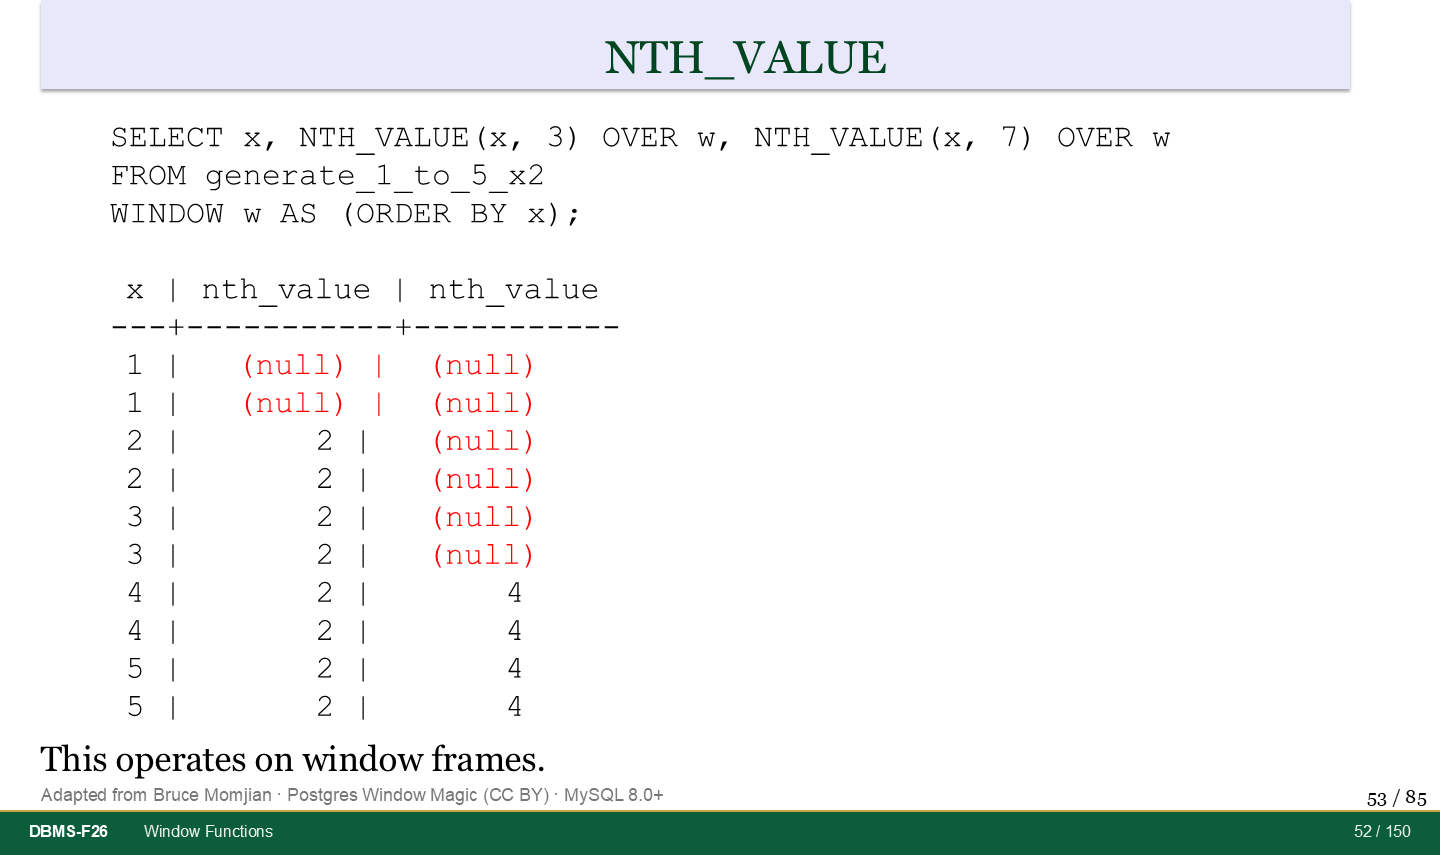 NTH_VALUE
SELECT x, NTH_VALUE(x, 3) OVER w, NTH_VALUE(x, 7) OVER w
FROM generate_1_to_5_x2
WINDOW w AS (ORDER BY x);
x | nth_value | nth_value
---+-----------+-----------
1 | (null) | (null)
1 | (null) | (null)
2 | 2 | (null)
2 | 2 | (null)
3 | 2 | (null)
3 | 2 | (null)
4 | 2 | 4
4 | 2 | 4
5 | 2 | 4
5 | 2 | 4
This operates on window frames.
Adapted from Bruce Momjian · Postgres Window Magic (CC BY) · MySQL 8.0+
53 / 85
DBMS-F26 Window Functions 52 / 150